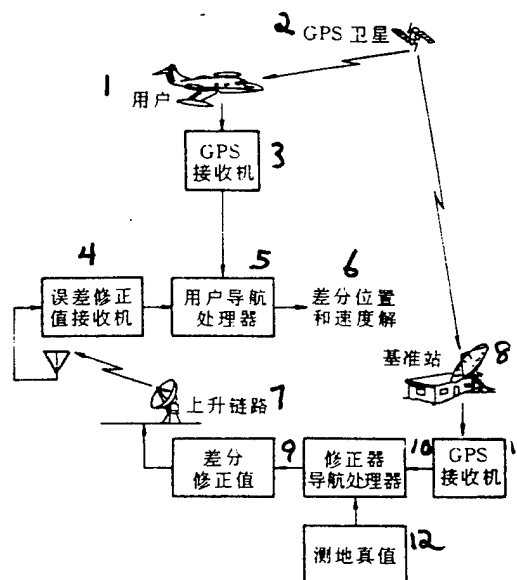 2 GPS 卫星
1 用户
GPS
接收机
3
4
误差修正
值接收机
5
用户导航
处理器
6
差分位置
和速度解
基准站
8
上升链路 7
差分
修正值
9
修正器
导航处理器
10
GPS
接收机
1
测地真值
12